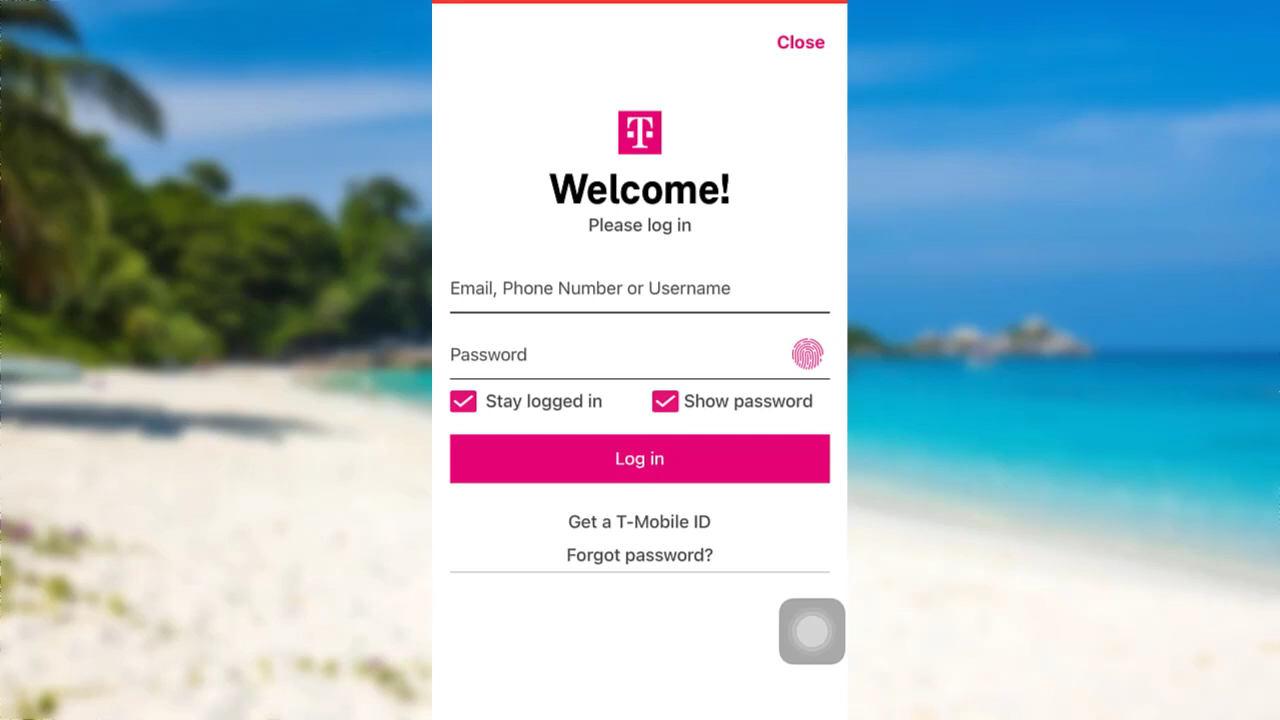 Close
T
Welcome!
Please log in
Email, Phone Number or Username
Password
Stay logged in Show password
Log in
Get a T-Mobile ID
Forgot password?